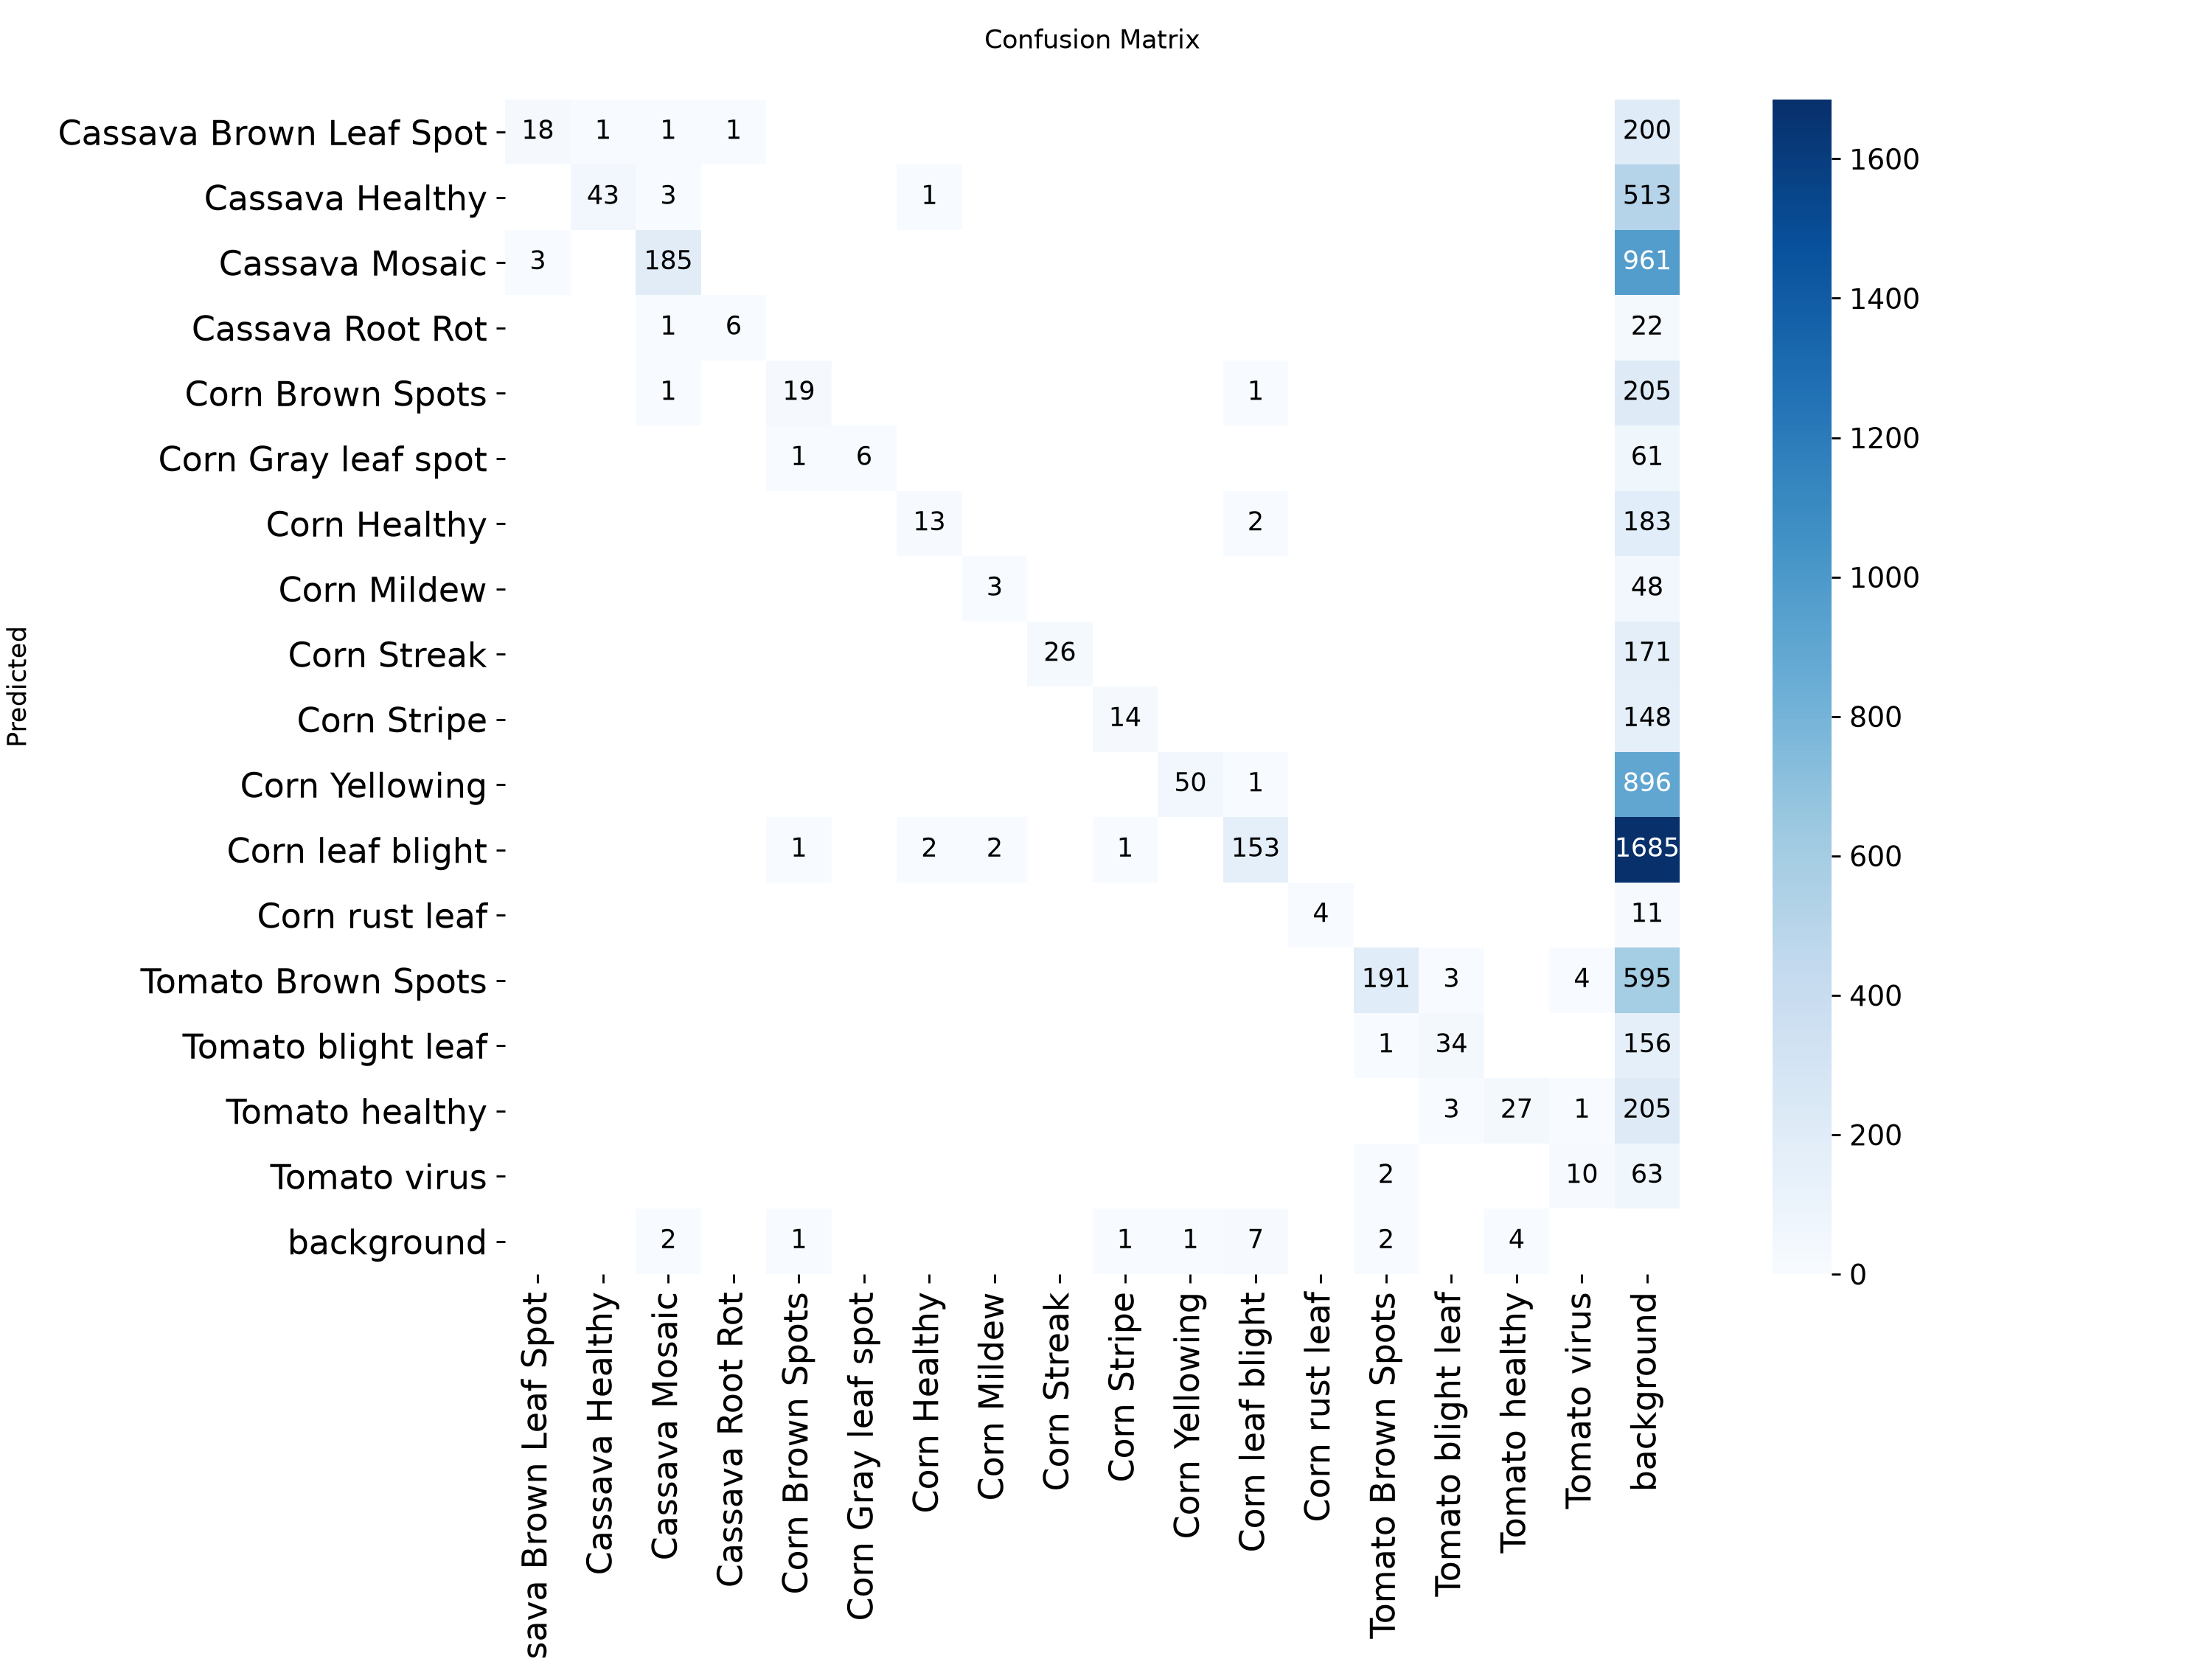 Confusion Matrix
Cassava Brown Leaf Spot 18 1 1 1 200
Cassava Healthy 43 3 1 513
Cassava Mosaic 3 185 961
Cassava Root Rot 1 6 22
Corn Brown Spots 1 19 1 205
Corn Gray leaf spot 1 6 61
Corn Healthy 13 2 183
Corn Mildew 3 48
Corn Streak 26 171
Corn Stripe 14 148
Corn Yellowing 50 1 896
Corn leaf blight 1 2 2 1 153 1685
Corn rust leaf 4 11
Tomato Brown Spots 191 3 4 595
Tomato blight leaf 1 34 156
Tomato healthy 3 27 1 205
Tomato virus 2 10 63
background 2 1 1 1 7 2 4
Predicted
sava Brown Leaf Spot
Cassava Healthy
Cassava Mosaic
Cassava Root Rot
Corn Brown Spots
Corn Gray leaf spot
Corn Healthy
Corn Mildew
Corn Streak
Corn Stripe
Corn Yellowing
Corn leaf blight
Corn rust leaf
Tomato Brown Spots
Tomato blight leaf
Tomato healthy
Tomato virus
background
1600
1400
1200
1000
800
600
400
200
0